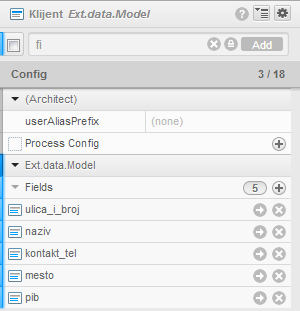 Klijent Ext.data.Model
fi
Add
Config 3 / 18
(Architect)
userAliasPrefix (none)
Process Config
Ext.data.Model
Fields 5
ulica_i_broj
naziv
kontakt_tel
mesto
pib